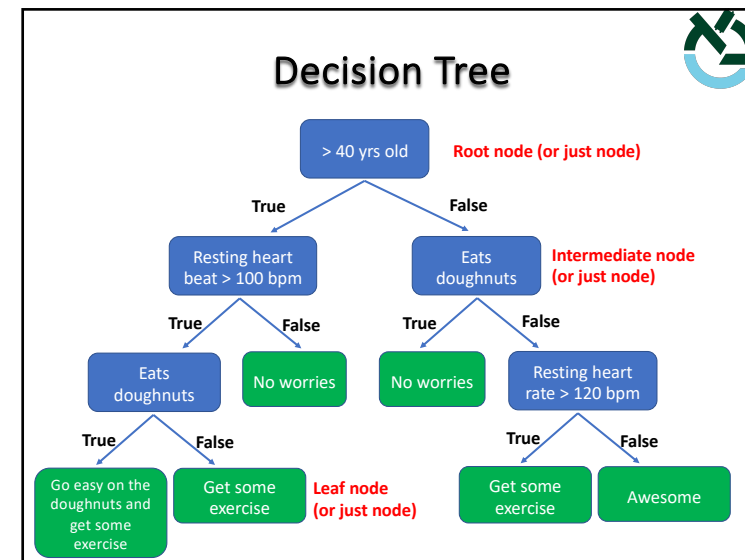 Decision Tree
> 40 yrs old
Root node (or just node)
True
False
Resting heart
beat > 100 bpm
Eats
doughnuts
Intermediate node
(or just node)
True
False
True
False
Eats
doughnuts
No worries
No worries
Resting heart
rate > 120 bpm
True
False
True
False
Go easy on the
doughnuts and
get some
exercise
Get some
exercise
Leaf node
(or just node)
Get some
exercise
Awesome